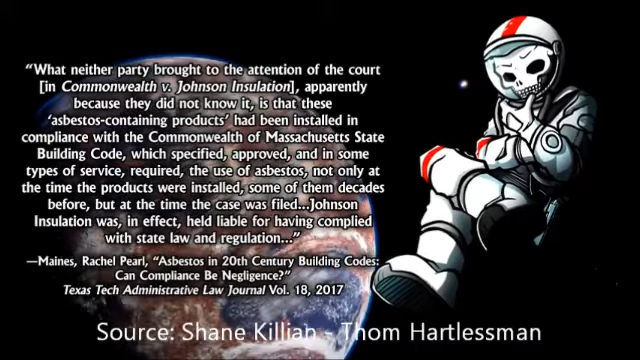 “What neither party brought to the attention of the court
[in Commonwealth v. Johnson Insulation], apparently
because they did not know it, is that these
‘asbestos-containing products’ had been installed in
compliance with the Commonwealth of Massachusetts State
Building Code, which specified, approved, and in some
types of service, required, the use of asbestos, not only at
the time the products were installed, some of them decades
before, but at the time the case was filed...Johnson
Insulation was, in effect, held liable for having complied
with state law and regulation...”
—Maines, Rachel Pearl, “Asbestos in 20th Century Building Codes:
Can Compliance Be Negligence?”
Texas Tech Administrative Law Journal Vol. 18, 2017
Source: Shane Killian - Thom Hartlessman